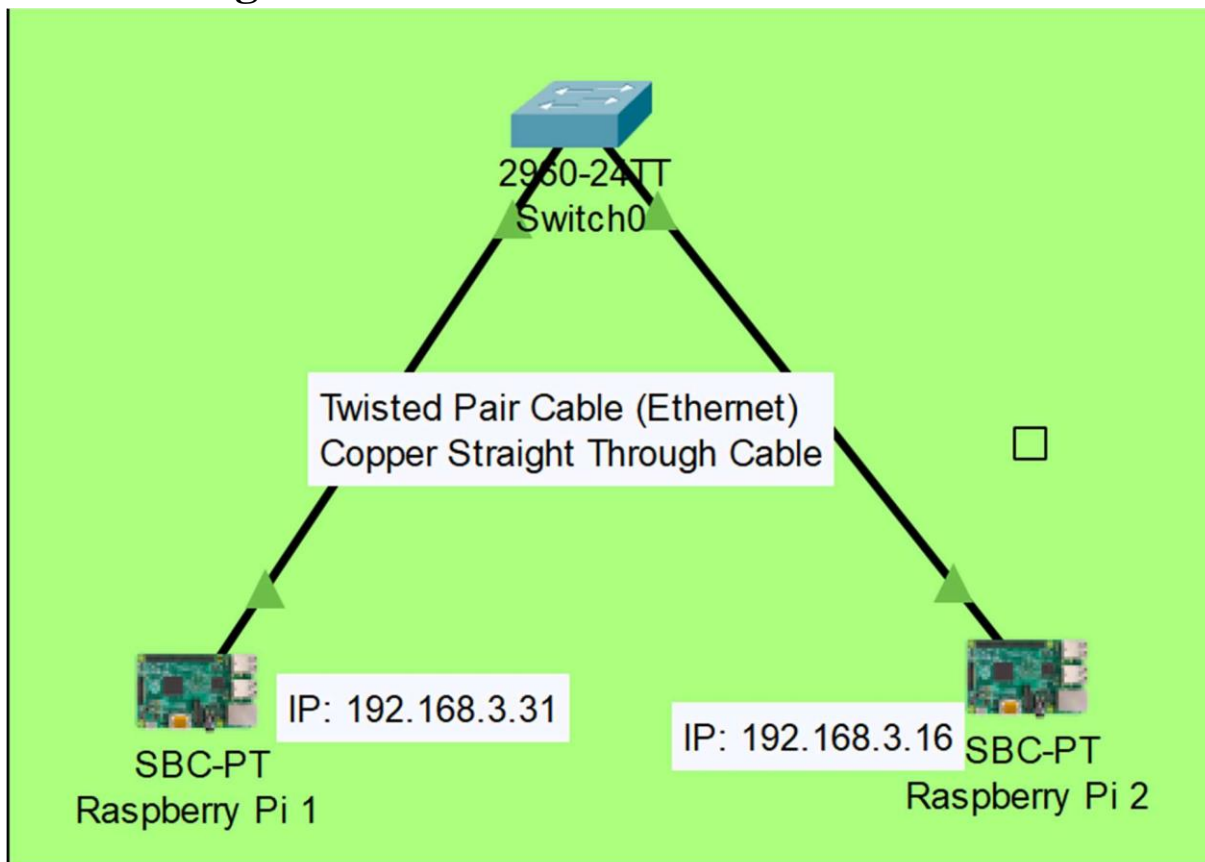 2960-24TT
Switch0
Twisted Pair Cable (Ethernet)
Copper Straight Through Cable
IP: 192.168.3.31
IP: 192.168.3.16
SBC-PT
Raspberry Pi 1
SBC-PT
Raspberry Pi 2